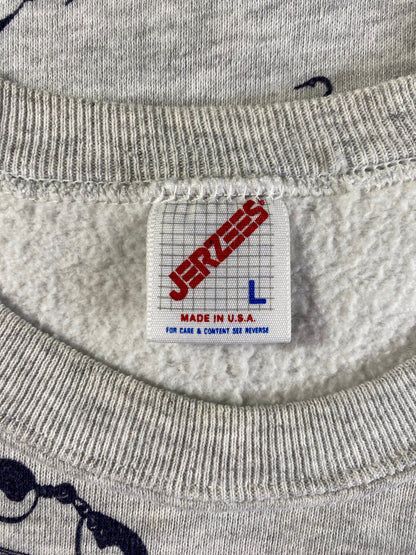 JERZEES®
L
MADE IN U.S.A.
FOR CARE & CONTENT SEE REVERSE